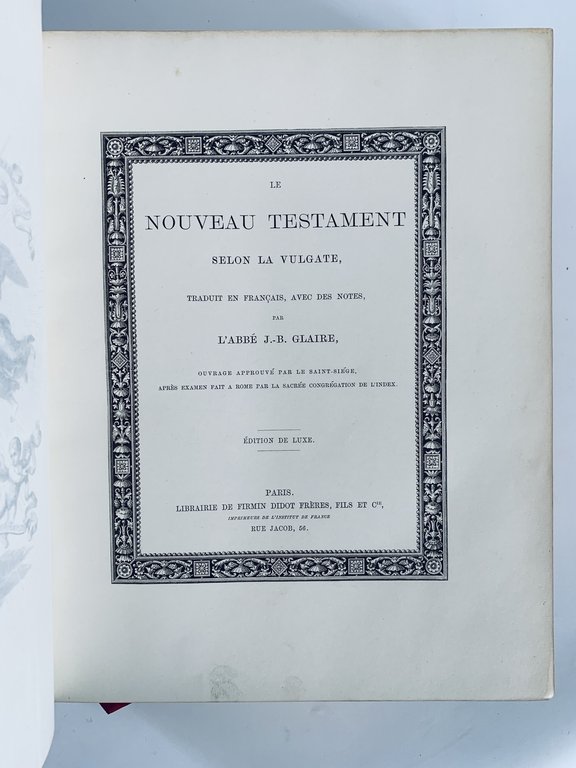 LE
NOUVEAU TESTAMENT
SELON LA VULGATE,
TRADUIT EN FRANÇAIS, AVEC DES NOTES,
PAR
L'ABBÉ J.-B. GLAIRE,
OUVRAGE APPROUVÉ PAR LE SAINT-SIÉGE,
APRÈS EXAMEN FAIT A ROME PAR LA SACRÉE CONGRÉGATION DE L'INDEX.
ÉDITION DE LUXE.
PARIS.
LIBRAIRIE DE FIRMIN DIDOT FRÈRES, FILS ET Cie,
IMPRIMEURS DE L'INSTITUT DE FRANCE
RUE JACOB, 56.